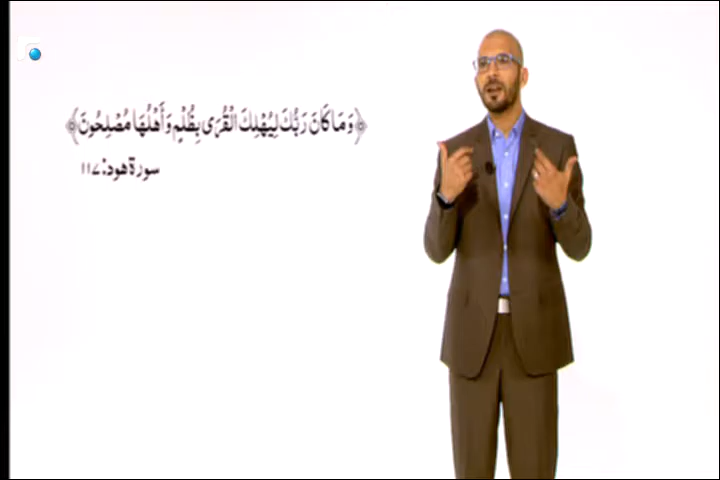 ﴿وَمَا كَانَ رَبُّكَ لِيُهْلِكَ الْقُرَى بِظُلْمٍ وَأَهْلُهَا مُصْلِحُونَ﴾
سورة هود: ١١٧